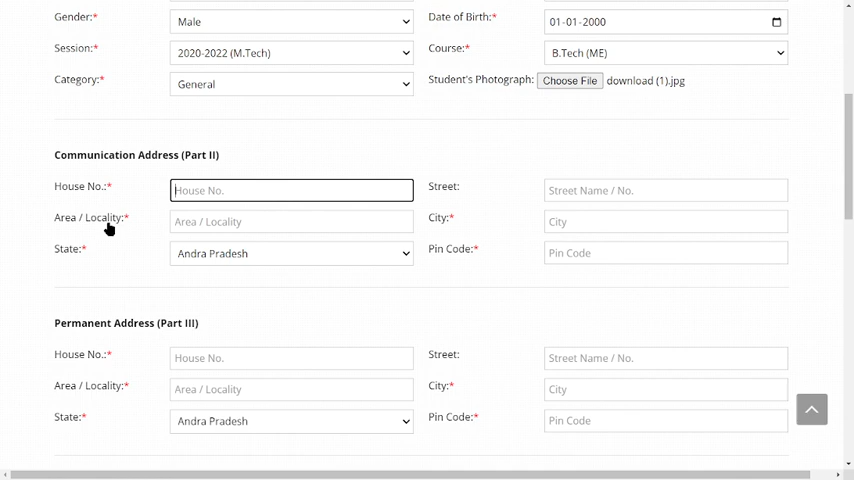 Gender:* Male Date of Birth:* 01-01-2000
Session:* 2020-2022 (M.Tech) Course:* B.Tech (ME)
Category:* General Student's Photograph: Choose File download (1).jpg
Communication Address (Part II)
House No.:* House No. Street: Street Name / No.
Area / Locality:* Area / Locality City:* City
State:* Andra Pradesh Pin Code:* Pin Code
Permanent Address (Part III)
House No.:* House No. Street: Street Name / No.
Area / Locality:* Area / Locality City:* City
State:* Andra Pradesh Pin Code:* Pin Code